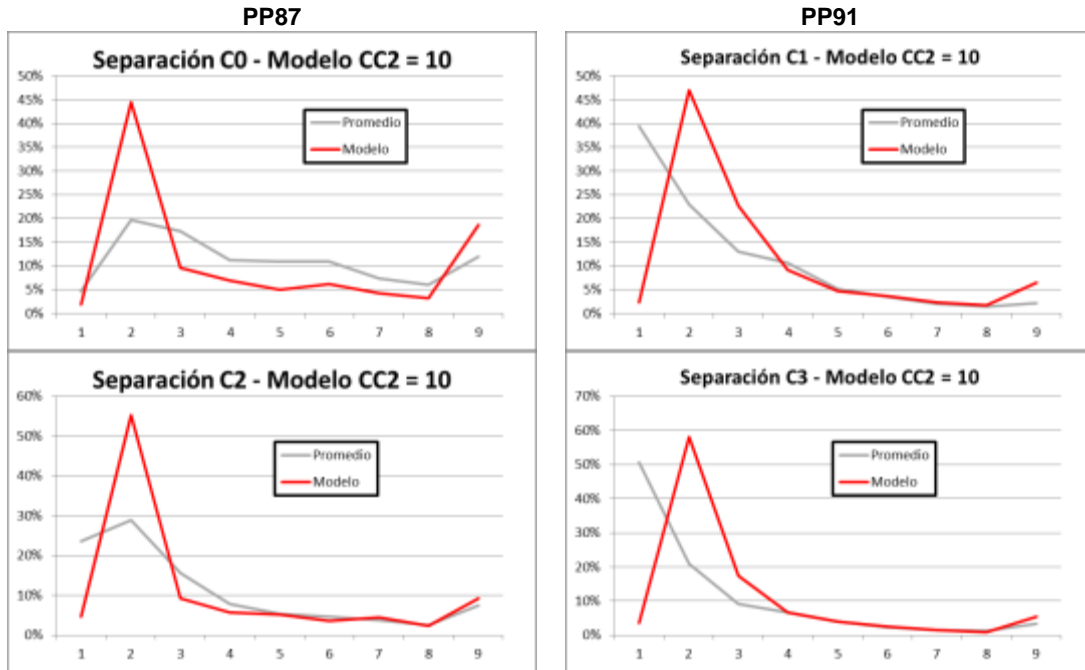 PP87
PP91
Separación C0 - Modelo CC2 = 10
50%
45%
40%
35%
30%
25%
20%
15%
10%
5%
0%
Promedio
Modelo
1 2 3 4 5 6 7 8 9
Separación C1 - Modelo CC2 = 10
50%
45%
40%
35%
30%
25%
20%
15%
10%
5%
0%
Promedio
Modelo
1 2 3 4 5 6 7 8 9
Separación C2 - Modelo CC2 = 10
60%
50%
40%
30%
20%
10%
0%
Promedio
Modelo
1 2 3 4 5 6 7 8 9
Separación C3 - Modelo CC2 = 10
70%
60%
50%
40%
30%
20%
10%
0%
Promedio
Modelo
1 2 3 4 5 6 7 8 9